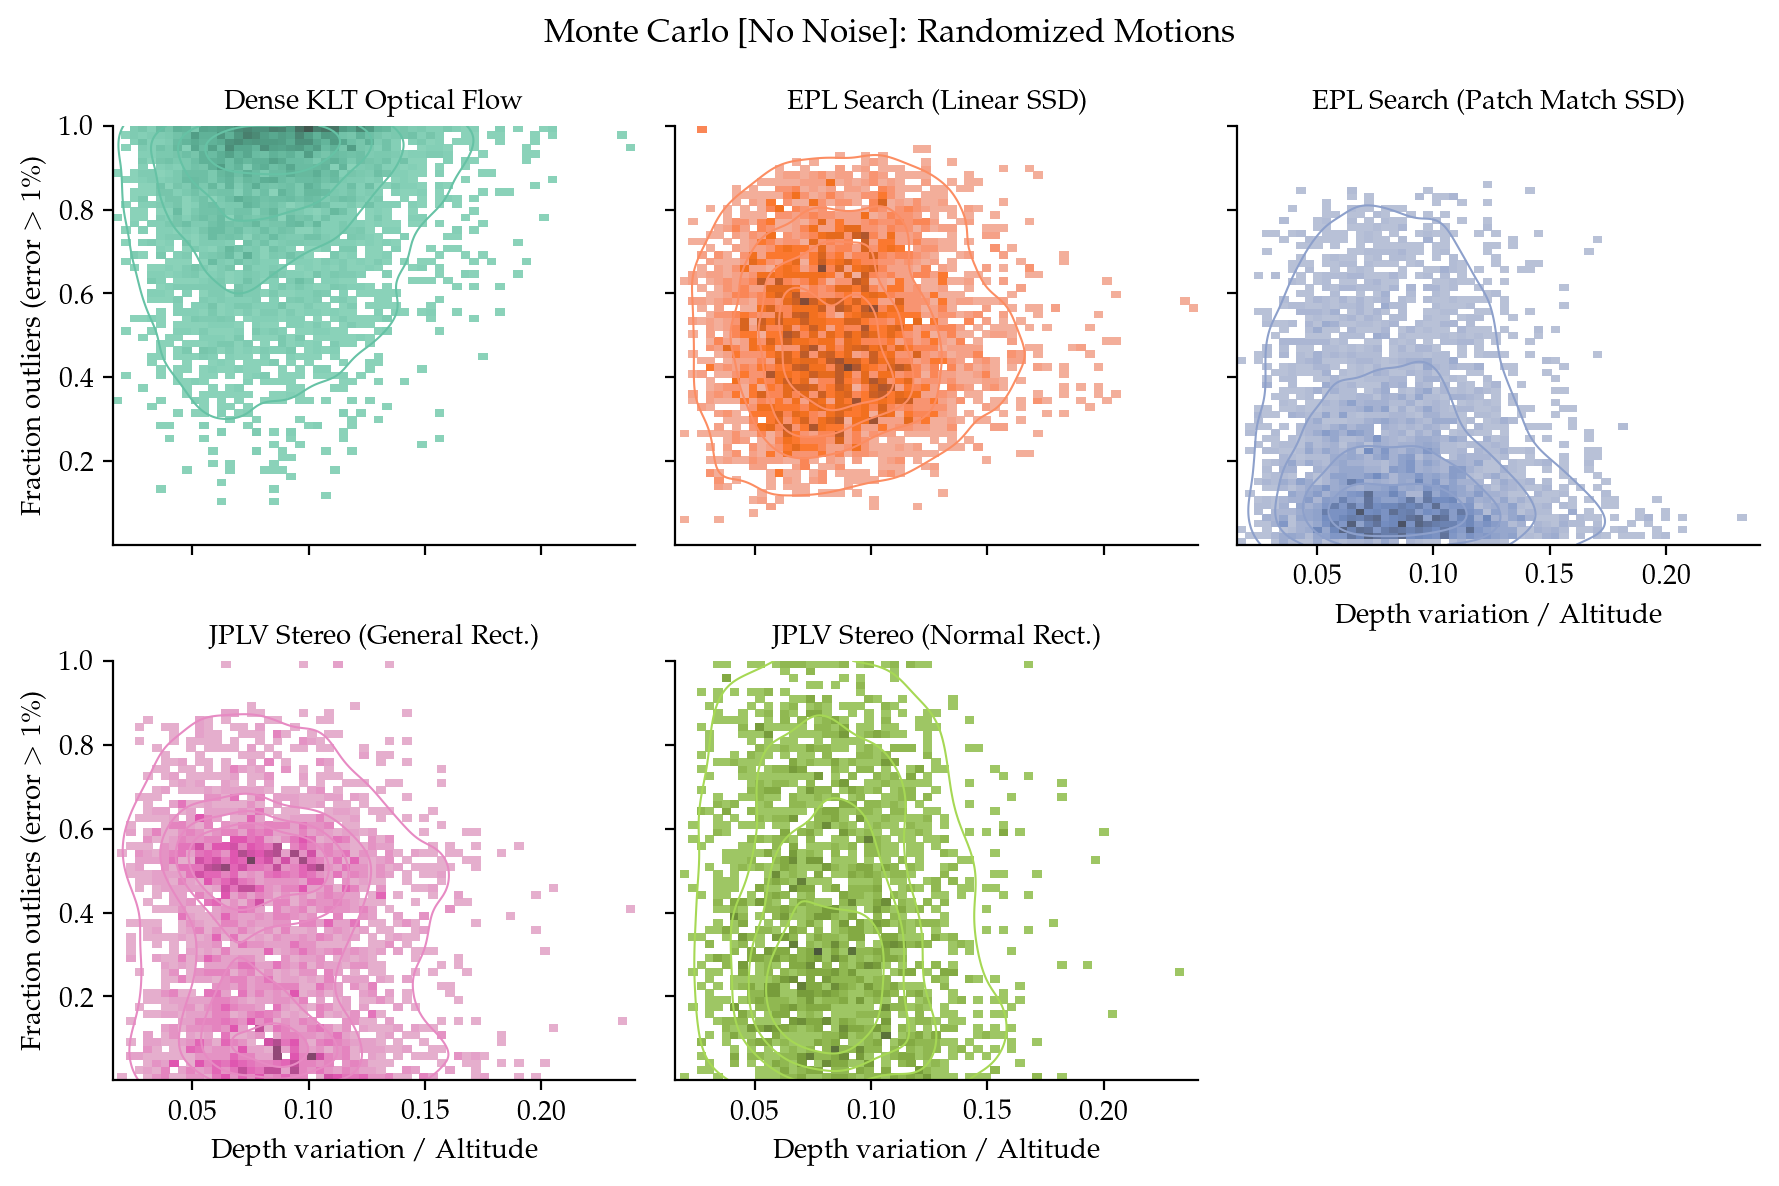 Monte Carlo [No Noise]: Randomized Motions
Dense KLT Optical Flow
EPL Search (Linear SSD)
EPL Search (Patch Match SSD)
Fraction outliers (error > 1%)
1.0
0.8
0.6
0.4
0.2
0.05 0.10 0.15 0.20
Depth variation / Altitude
JPLV Stereo (General Rect.)
JPLV Stereo (Normal Rect.)
Fraction outliers (error > 1%)
1.0
0.8
0.6
0.4
0.2
0.05 0.10 0.15 0.20
Depth variation / Altitude
0.05 0.10 0.15 0.20
Depth variation / Altitude